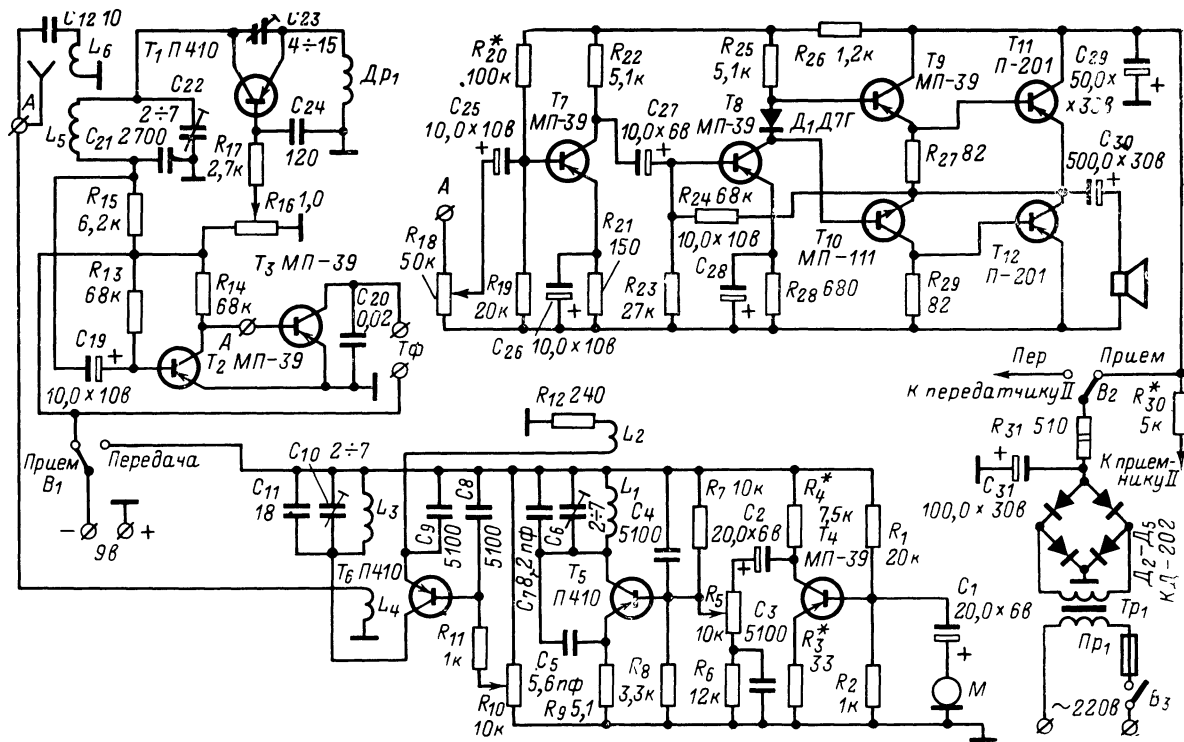 C12 10
L6
T1 П410
C23
4÷15
Др1
А
L5
C22
2÷7
C21 2700
C24
120
R17
2,7к
R16 1,0
R15
6,2к
R13
68к
R14
68к
T3 МП-39
C20
0,02
Тф
А
C19
10,0×10в
T2 МП-39
Прием
В1
Передача
9в
R20*
100к
R22
5,1к
C25
10,0×10в
T7
МП-39
C27
10,0×6в
R25
5,1к
R26 1,2к
T8
МП-39
Д1 Д7Г
T9
МП-39
T11
П-201
C29
50,0×
×30в
R27 82
C30
500,0×30в
R24 68к
А
R18
50к
R19
20к
R21
150
C26 10,0×10в
R23
27к
10,0×10в
C28
R28 680
T10
МП-111
T12
П-201
R29
82
Пер
К передатчику II
Прием
В2
R31 510
R30*
5к
К прием-
нику II
C31
100,0×30в
Д2-Д5
КД-202
Тр1
Пр1
~220в
В3
R12 240
L2
C10 2÷7
C11
18
L3
C9
5100
C8
5100
T6 П410
L4
R11
1к
R10
10к
C7 8,2 пф
C6
2÷7
L1
C4
5100
T5
П410
C5
5,6пф
R9 5,1
R8
3,3к
R7 10к
C2
20,0×6в
R4*
7,5к
T4
МП-39
R1
20к
R5
10к
C3
5100
R6
12к
R3*
33
R2
1к
C1
20,0×6в
М